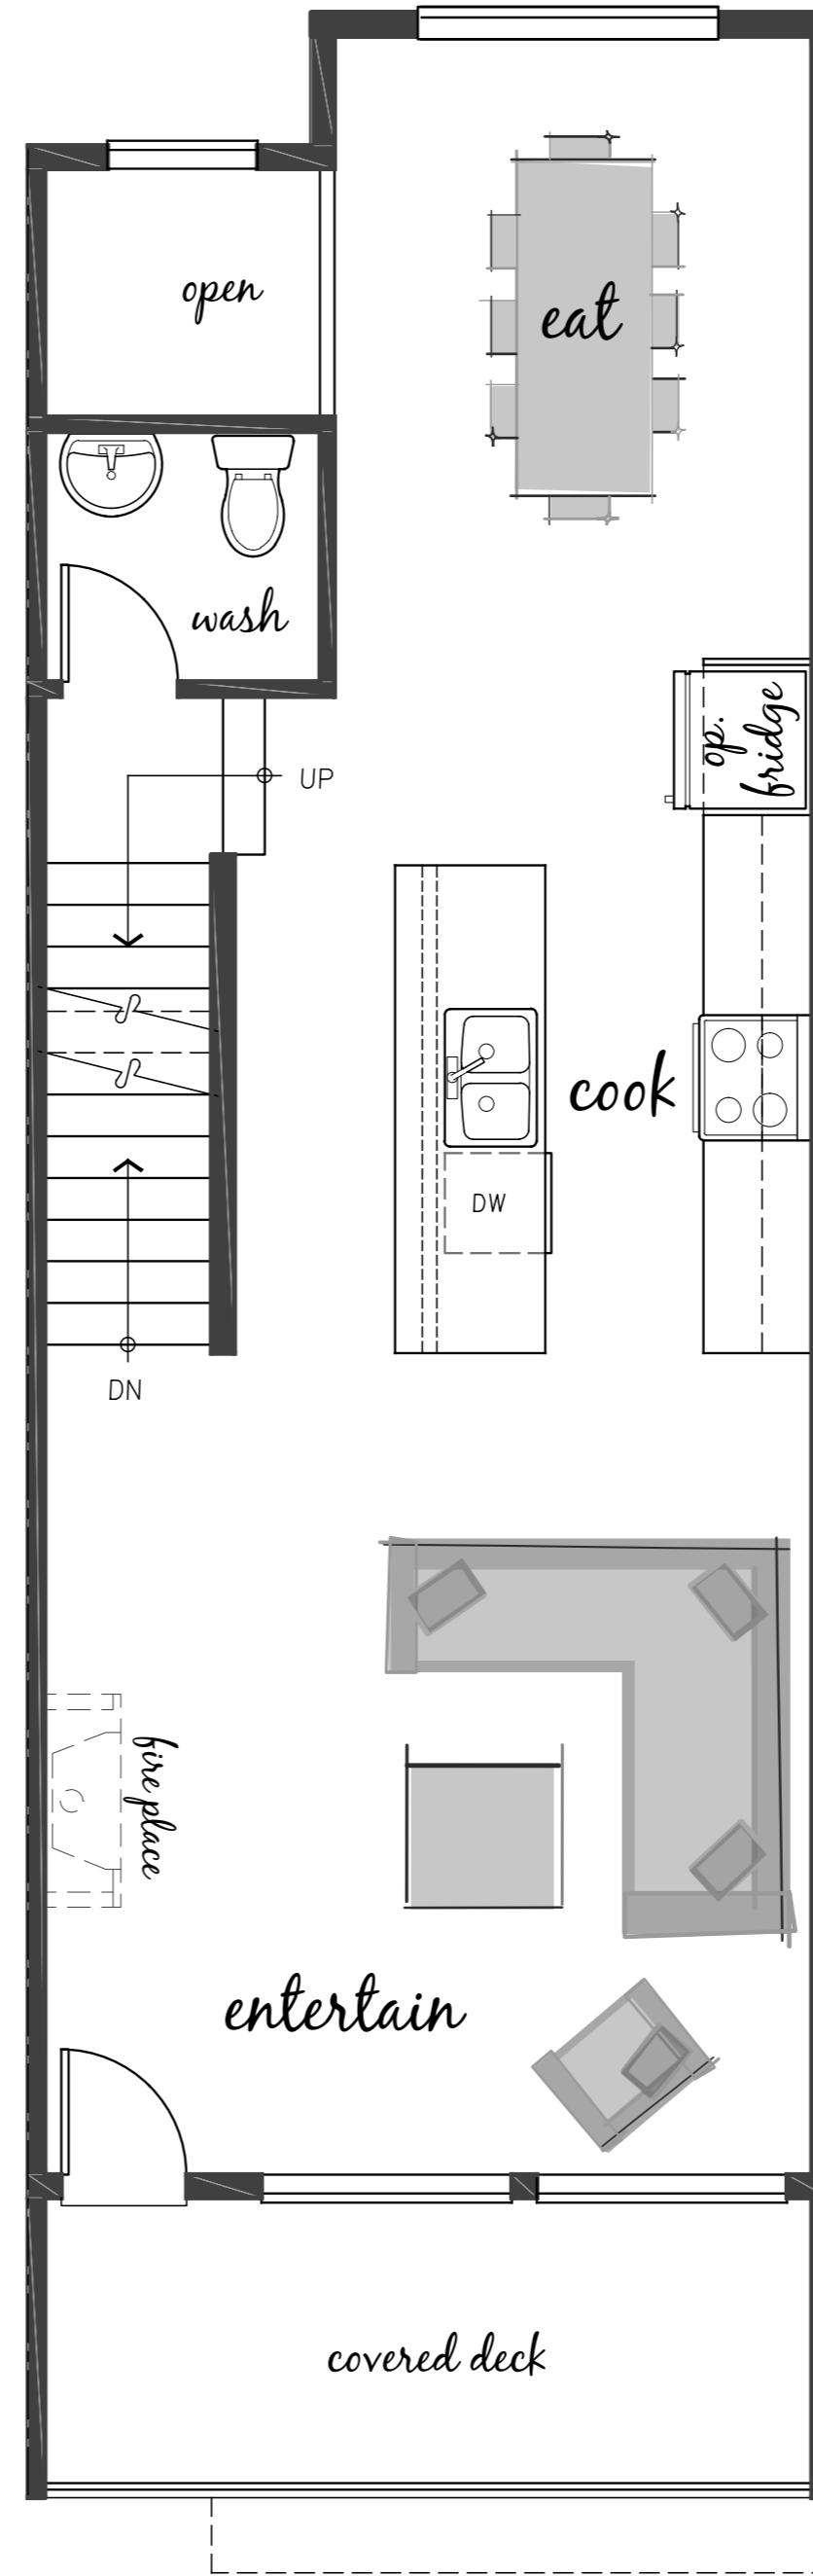 open
eat
wash
op.
fridge
UP
cook
DW
DN
fire place
entertain
covered deck